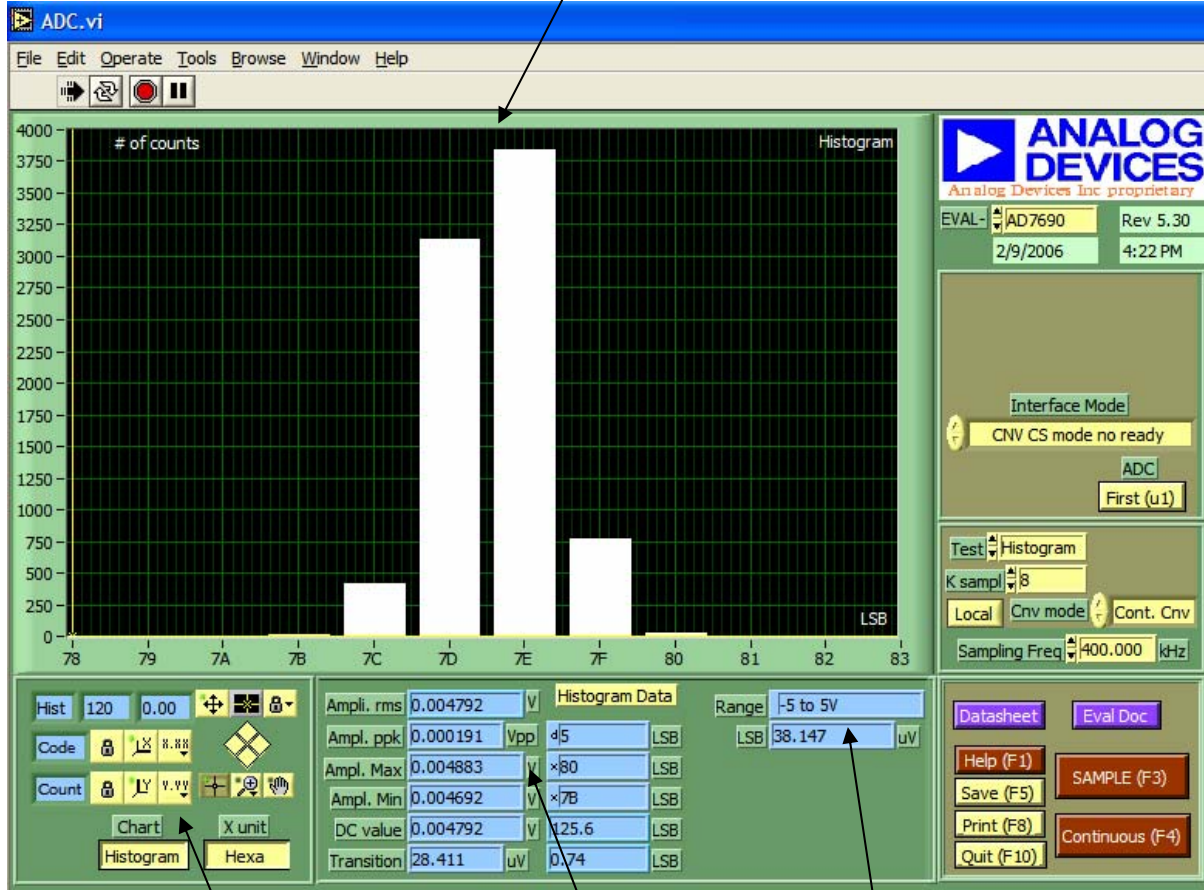 ADC.vi
File Edit Operate Tools Browse Window Help
# of counts
Histogram
4000
3750
3500
3250
3000
2750
2500
2250
2000
1750
1500
1250
1000
750
500
250
0
LSB
78 79 7A 7B 7C 7D 7E 7F 80 81 82 83
ANALOG
DEVICES
Analog Devices Inc proprietary
EVAL- AD7690 Rev 5.30
2/9/2006 4:22 PM
Interface Mode
CNV CS mode no ready
ADC
First (u1)
Test Histogram
K sampl 8
Local Cnv mode Cont. Cnv
Sampling Freq 400.000 kHz
Hist 120 0.00
Code X X.XX
Count Y Y.YY
Chart X unit
Histogram Hexa
Histogram Data
Ampli. rms 0.004792 V
Ampl. ppk 0.000191 Vpp d 5 LSB
Ampl. Max 0.004883 V x 80 LSB
Ampl. Min 0.004692 V x 7B LSB
DC value 0.004792 V 125.6 LSB
Transition 28.411 uV 0.74 LSB
Range -5 to 5V
LSB 38.147 uV
Datasheet Eval Doc
Help (F1)
Save (F5)
Print (F8)
Quit (F10)
SAMPLE (F3)
Continuous (F4)